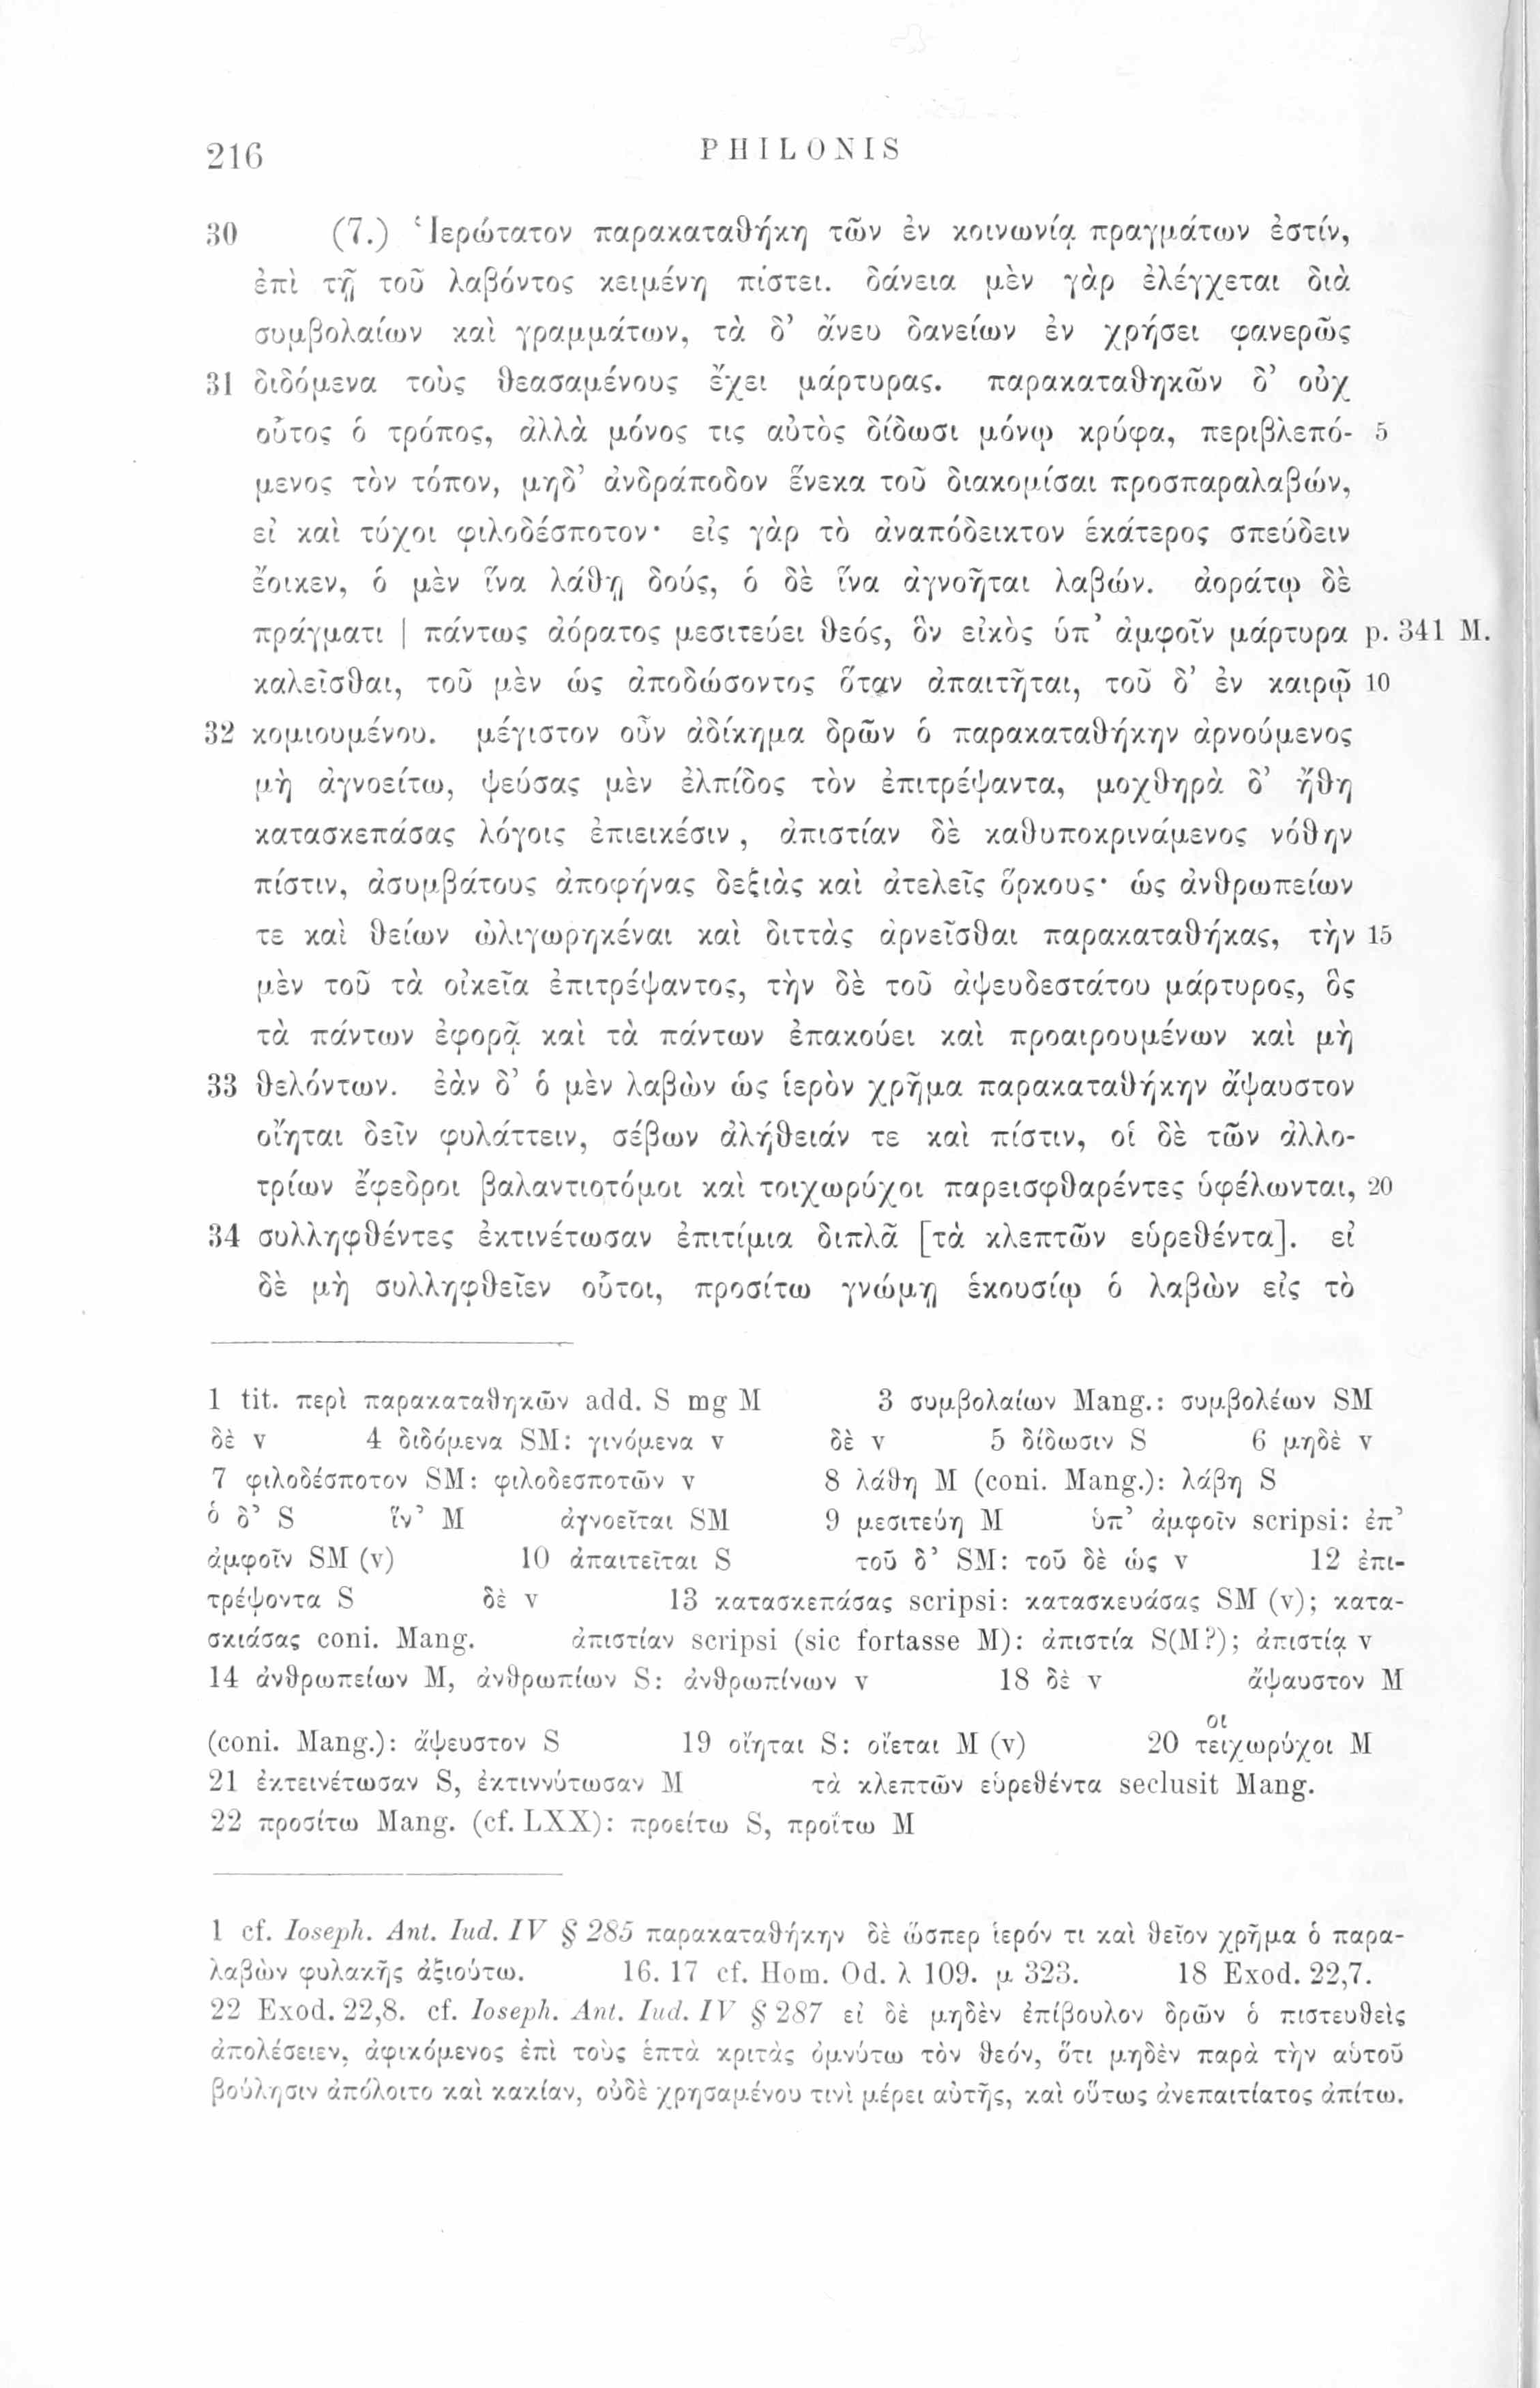 216 PHILONIS
30 (7.) Ἱερώτατον παρακαταθήκη τῶν ἐν κοινωνίᾳ πραγμάτων ἐστίν,
ἐπὶ τῇ τοῦ λαβόντος κειμένη πίστει. δάνεια μὲν γὰρ ἐλέγχεται διὰ
συμβολαίων καὶ γραμμάτων, τὰ δ’ ἄνευ δανείων ἐν χρήσει φανερῶς
31 διδόμενα τοὺς θεασαμένους ἔχει μάρτυρας. παρακαταθηκῶν δ’ οὐχ
οὗτος ὁ τρόπος, ἀλλὰ μόνος τις αὐτὸς δίδωσι μόνῳ κρύφα, περιβλεπό- 5
μενος τὸν τόπον, μηδ’ ἀνδράποδον ἕνεκα τοῦ διακομίσαι προσπαραλαβών,
εἰ καὶ τύχοι φιλοδέσποτον· εἰς γὰρ τὸ ἀναπόδεικτον ἑκάτερος σπεύδειν
ἔοικεν, ὁ μὲν ἵνα λάθῃ δούς, ὁ δὲ ἵνα ἀγνοῆται λαβών. ἀοράτῳ δὲ
πράγματι | πάντως ἀόρατος μεσιτεύει θεός, ὃν εἰκὸς ὑπ’ ἀμφοῖν μάρτυρα p. 341 M.
καλεῖσθαι, τοῦ μὲν ὡς ἀποδώσοντος ὅταν ἀπαιτῆται, τοῦ δ’ ἐν καιρῷ 10
32 κομιουμένου. μέγιστον οὖν ἀδίκημα δρῶν ὁ παρακαταθήκην ἀρνούμενος
μὴ ἀγνοείτω, ψεύσας μὲν ἐλπίδος τὸν ἐπιτρέψαντα, μοχθηρὰ δ’ ἤθη
κατασκεπάσας λόγοις ἐπιεικέσιν, ἀπιστίαν δὲ καθυποκρινάμενος νόθην
πίστιν, ἀσυμβάτους ἀποφήνας δεξιὰς καὶ ἀτελεῖς ὅρκους· ὡς ἀνθρωπείων
τε καὶ θείων ὠλιγωρηκέναι καὶ διττὰς ἀρνεῖσθαι παρακαταθήκας, τὴν 15
μὲν τοῦ τὰ οἰκεῖα ἐπιτρέψαντος, τὴν δὲ τοῦ ἀψευδεστάτου μάρτυρος, ὃς
τὰ πάντων ἐφορᾷ καὶ τὰ πάντων ἐπακούει καὶ προαιρουμένων καὶ μὴ
33 θελόντων. ἐὰν δ’ ὁ μὲν λαβὼν ὡς ἱερὸν χρῆμα παρακαταθήκην ἄψαυστον
οἴηται δεῖν φυλάττειν, σέβων ἀλήθειάν τε καὶ πίστιν, οἱ δὲ τῶν ἀλλο-
τρίων ἔφεδροι βαλαντιοτόμοι καὶ τοιχωρύχοι παρεισφθαρέντες ὑφέλωνται, 20
34 συλληφθέντες ἐκτινέτωσαν ἐπιτίμια διπλᾶ [τὰ κλεπτῶν εὑρεθέντα]. εἰ
δὲ μὴ συλληφθεῖεν οὗτοι, προσίτω γνώμῃ ἑκουσίῳ ὁ λαβὼν εἰς τὸ
1 tit. περὶ παρακαταθηκῶν add. S mg M 3 συμβολαίων Mang.: συμβολέων SM
δὲ v 4 διδόμενα SM: γινόμενα v δὲ v 5 δίδωσιν S 6 μηδὲ v
7 φιλοδέσποτον SM: φιλοδεσποτῶν v 8 λάθῃ M (coni. Mang.): λάβῃ S
ὁ δ’ S ἵν’ M ἀγνοεῖται SM 9 μεσιτεύῃ M ὑπ’ ἀμφοῖν scripsi: ἐπ’
ἀμφοῖν SM (v) 10 ἀπαιτεῖται S τοῦ δ’ SM: τοῦ δὲ ὡς v 12 ἐπι-
τρέψοντα S δὲ v 13 κατασκεπάσας scripsi: κατασκευάσας SM (v); κατα-
σκιάσας coni. Mang. ἀπιστίαν scripsi (sic fortasse M): ἀπιστία S(M?); ἀπιστίᾳ v
14 ἀνθρωπείων M, ἀνθρωπίων S: ἀνθρωπίνων v 18 δὲ v ἄψαυστον M
οι
(coni. Mang.): ἄψευστον S 19 οἴηται S: οἴεται M (v) 20 τειχωρύχοι M
21 ἐκτεινέτωσαν S, ἐκτιννύτωσαν M τὰ κλεπτῶν εὑρεθέντα seclusit Mang.
22 προσίτω Mang. (cf. LXX): προείτω S, προΐτω M
1 cf. Ioseph. Ant. Iud. IV § 285 παρακαταθήκην δὲ ὥσπερ ἱερόν τι καὶ θεῖον χρῆμα ὁ παρα-
λαβὼν φυλακῆς ἀξιούτω. 16. 17 cf. Hom. Od. λ 109. μ 323. 18 Exod. 22,7.
22 Exod. 22,8. cf. Ioseph. Ant. Iud. IV § 287 εἰ δὲ μηδὲν ἐπίβουλον δρῶν ὁ πιστευθεὶς
ἀπολέσειεν, ἀφικόμενος ἐπὶ τοὺς ἑπτὰ κριτὰς ὀμνύτω τὸν θεόν, ὅτι μηδὲν παρὰ τὴν αὑτοῦ
βούλησιν ἀπόλοιτο καὶ κακίαν, οὐδὲ χρησαμένου τινὶ μέρει αὐτῆς, καὶ οὕτως ἀνεπαιτίατος ἀπίτω.